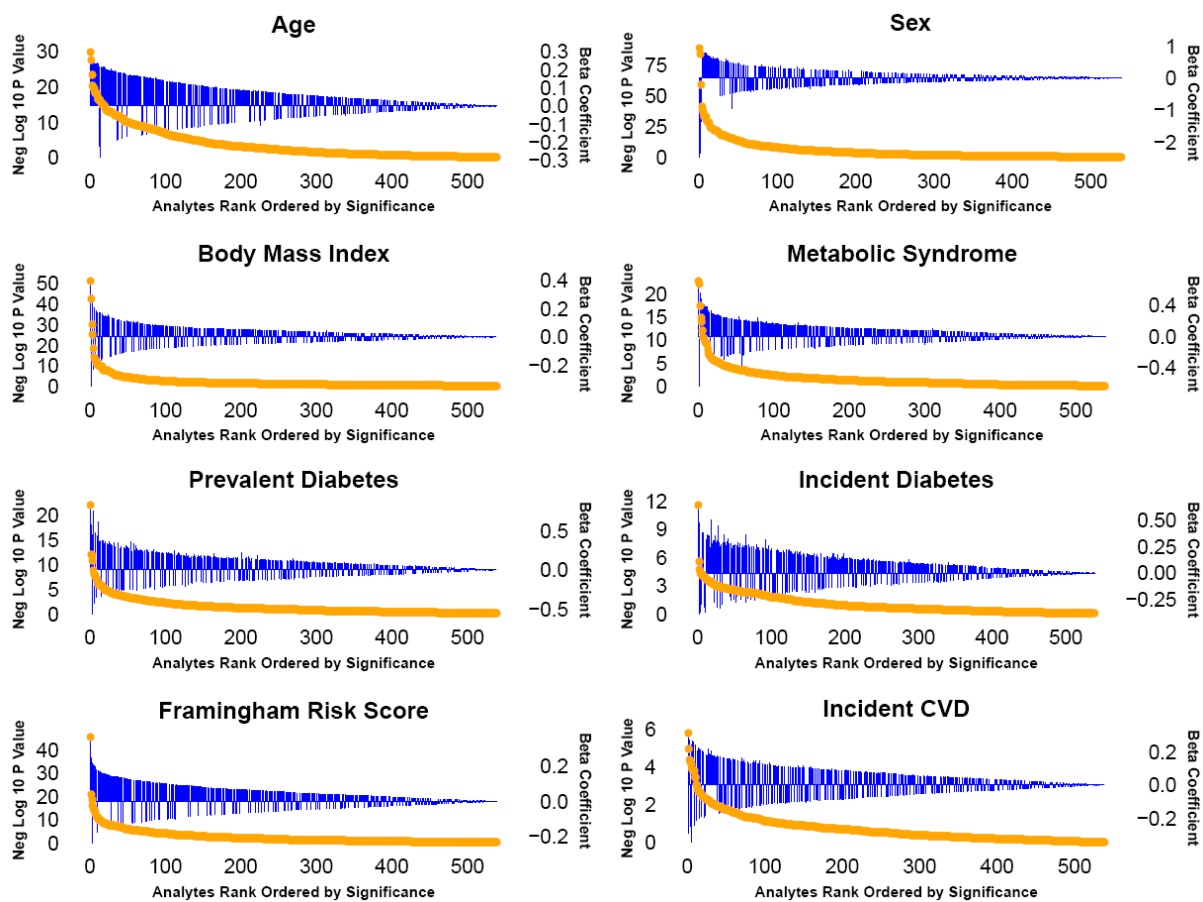 Age
Neg Log 10 P Value
30
20
10
0
0.3
0.2
0.1
0.0
−0.1
−0.2
−0.3
Beta Coefficient
0 100 200 300 400 500
Analytes Rank Ordered by Significance
Sex
Neg Log 10 P Value
75
50
25
0
1
0
−1
−2
Beta Coefficient
0 100 200 300 400 500
Analytes Rank Ordered by Significance
Body Mass Index
Neg Log 10 P Value
50
40
30
20
10
0
0.4
0.2
0.0
−0.2
Beta Coefficient
0 100 200 300 400 500
Analytes Rank Ordered by Significance
Metabolic Syndrome
Neg Log 10 P Value
20
15
10
5
0
0.4
0.0
−0.4
Beta Coefficient
0 100 200 300 400 500
Analytes Rank Ordered by Significance
Prevalent Diabetes
Neg Log 10 P Value
20
15
10
5
0
0.5
0.0
−0.5
Beta Coefficient
0 100 200 300 400 500
Analytes Rank Ordered by Significance
Incident Diabetes
Neg Log 10 P Value
12
9
6
3
0
0.50
0.25
0.00
−0.25
Beta Coefficient
0 100 200 300 400 500
Analytes Rank Ordered by Significance
Framingham Risk Score
Neg Log 10 P Value
40
30
20
10
0
0.2
0.0
−0.2
Beta Coefficient
0 100 200 300 400 500
Analytes Rank Ordered by Significance
Incident CVD
Neg Log 10 P Value
6
4
2
0
0.2
0.0
−0.2
Beta Coefficient
0 100 200 300 400 500
Analytes Rank Ordered by Significance